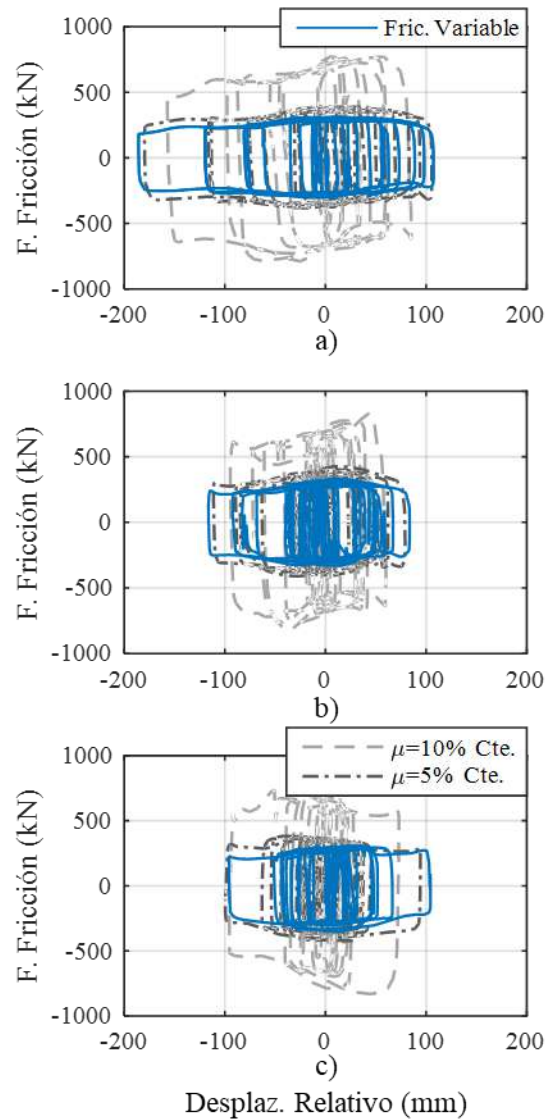 Fric. Variable
1000
500
0
-500
-1000
F. Fricción (kN)
-200 -100 0 100 200
a)
1000
500
0
-500
-1000
F. Fricción (kN)
-200 -100 0 100 200
b)
μ=10% Cte.
μ=5% Cte.
1000
500
0
-500
-1000
F. Fricción (kN)
-200 -100 0 100 200
c)
Desplaz. Relativo (mm)